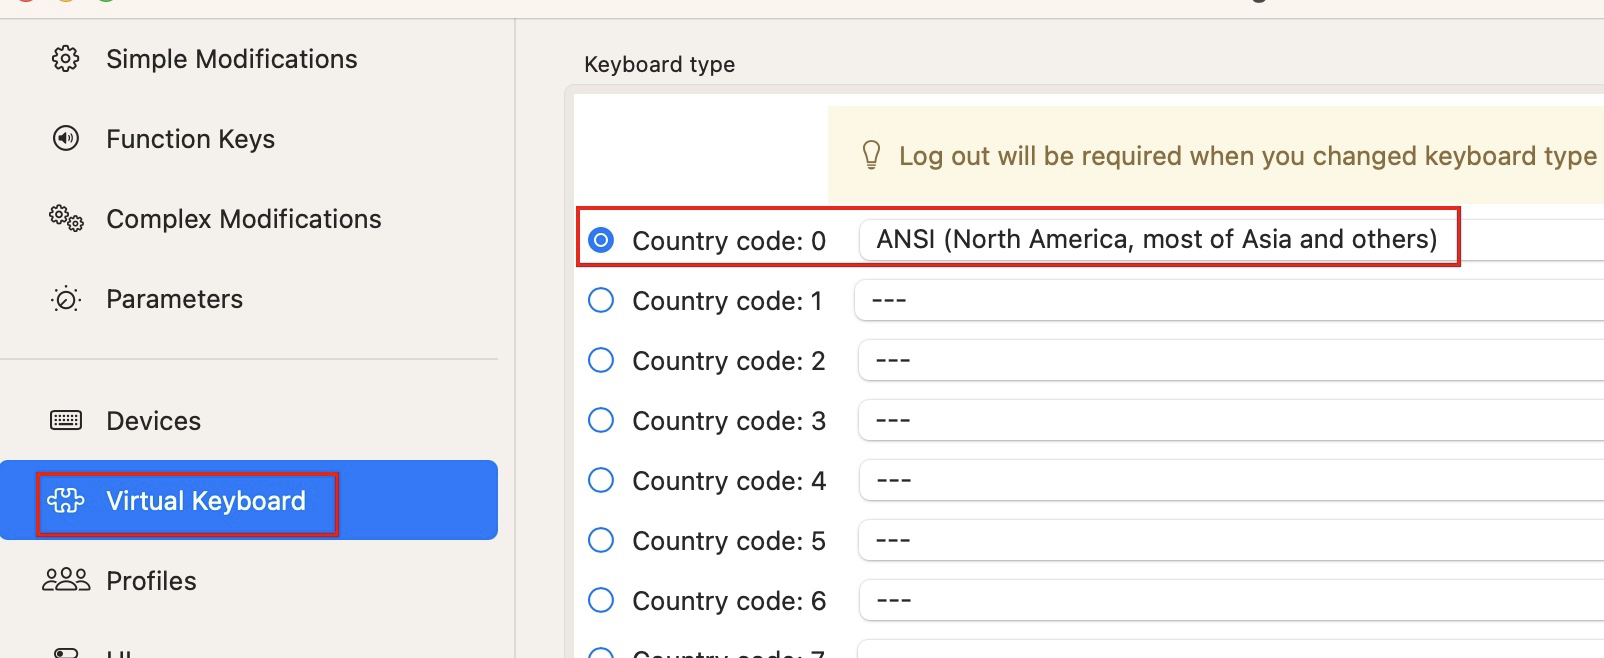 Simple Modifications
Function Keys
Complex Modifications
Parameters
Devices
Virtual Keyboard
Profiles
Keyboard type
Log out will be required when you changed keyboard type
Country code: 0 ANSI (North America, most of Asia and others)
Country code: 1 ---
Country code: 2 ---
Country code: 3 ---
Country code: 4 ---
Country code: 5 ---
Country code: 6 ---